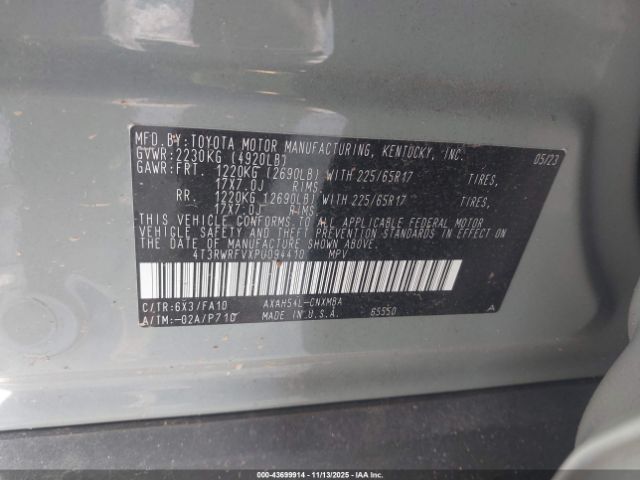 MFD.BY:TOYOTA MOTOR MANUFACTURING, KENTUCKY, INC. 05/23
GVWR:2230KG (4920LB)
GAWR:FRT. 1220KG (2690LB) WITH 225/65R17 TIRES,
17X7.0J RIMS,
RR. 1220KG (2690LB) WITH 225/65R17 TIRES,
17X7.0J RIMS,
THIS VEHICLE CONFORMS TO ALL APPLICABLE FEDERAL MOTOR
VEHICLE SAFETY AND THEFT PREVENTION STANDARDS IN EFFECT
ON THE DATE OF MANUFACTURE SHOWN ABOVE.
4T3RWRFVXPU094410 MPV
C/TR:6X3/FA10 AXAH54L-CNXMBA A
A/TM:-02A/P710 MADE IN U.S.A. 65550
000-43699914 - 11/13/2025 - IAAI.COM